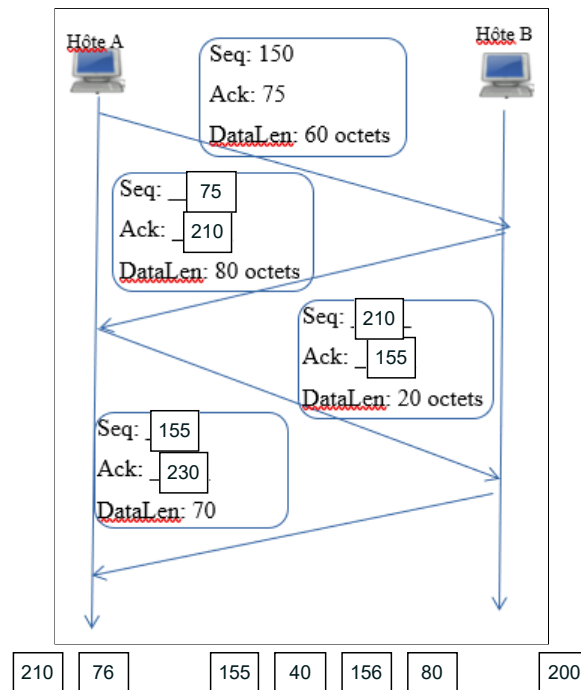 Hôte A
Hôte B
Seq: 150
Ack: 75
DataLen: 60 octets
Seq: _ 75
Ack: _ 210
DataLen: 80 octets
Seq: _ 210 _
Ack: _ 155
DataLen: 20 octets
Seq: _ 155
Ack: _ 230
DataLen: 70
210 76 155 40 156 80 200